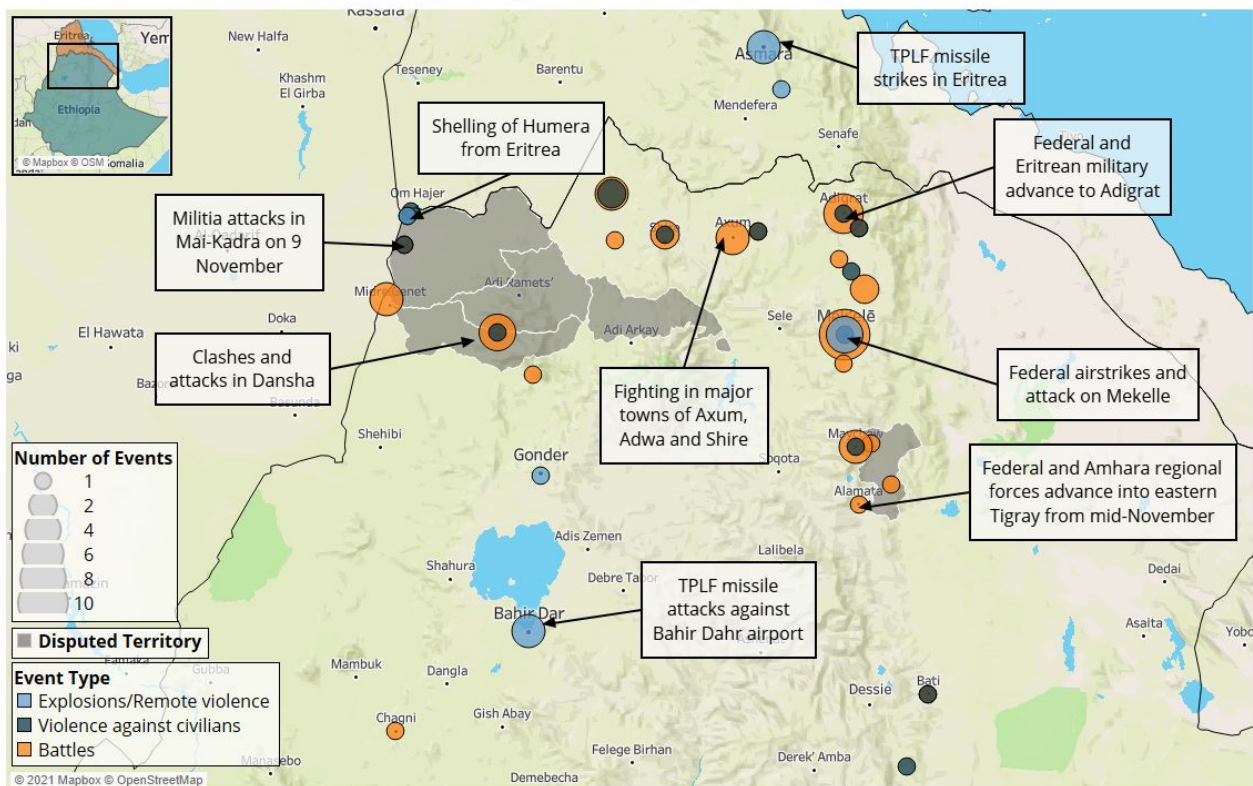 Kassala
Eritrea
Yem
Ethiopia
© Mapbox © OSM
omalia
New Halfa
Khashm
El Girba
Teseney
Barentu
Asmara
Mendefera
Senafe
TPLF missile
strikes in Eritrea
Shelling of Humera
from Eritrea
Federal and
Eritrean military
advance to Adigrat
Om Hajer
Militia attacks in
Mai-Kadra on 9
November
Adigrat
Axum
Adi Ramets'
El Hawata
Doka
Adi Arkay
Sele
Mek'elē
Clashes and
attacks in Dansha
Fighting in major
towns of Axum,
Adwa and Shire
Federal airstrikes and
attack on Mekelle
Shehibi
Gonder
Maychew
Soqota
Alamata
Federal and Amhara regional
forces advance into eastern
Tigray from mid-November
Number of Events
1
2
4
6
8
10
Adis Zemen
Lalibela
Shahura
Debre Tabor
Dedai
Bahir Dar
TPLF missile
attacks against
Bahir Dahr airport
Asaita
Yobo
Disputed Territory
Event Type
Explosions/Remote violence
Violence against civilians
Battles
Gubba
Mambuk
Dangla
Dessie
Bati
Chagni
Gish Abay
Felege Birhan
Derek' Amba
Manasebo
Demebecha
© 2021 Mapbox © OpenStreetMap